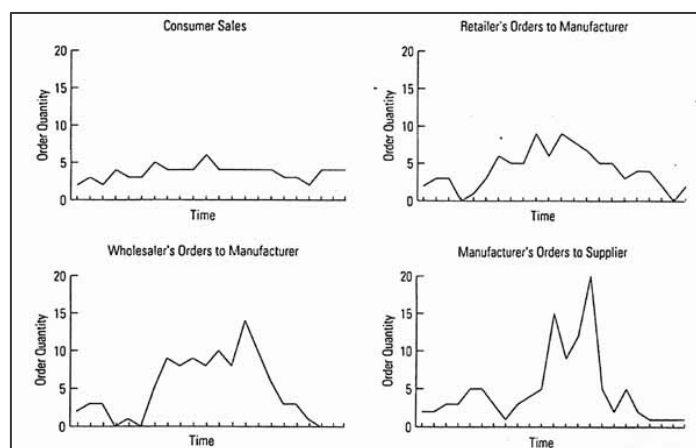 Consumer Sales
20
15
10
5
0
Order Quantity
Time
Retailer's Orders to Manufacturer
20
15
10
5
0
Order Quantity
Time
Wholesaler's Orders to Manufacturer
20
15
10
5
0
Order Quantity
Time
Manufacturer's Orders to Supplier
20
15
10
5
0
Order Quantity
Time